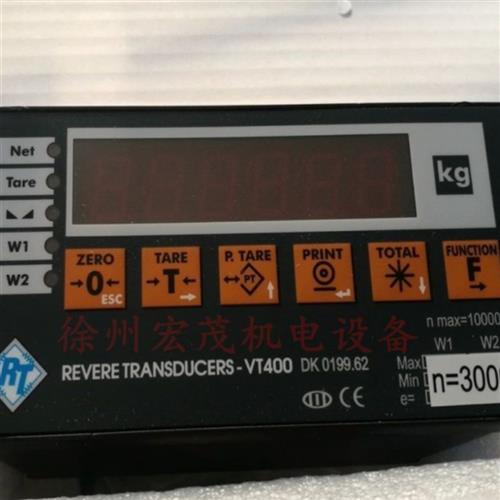 Net
Tare
W1
W2
kg
ZERO TARE P. TARE PRINT TOTAL FUNCTION
→0← →T← PT F
ESC
徐州宏茂机电设备
n max=10000
W1 W2
RT
REVERE TRANSDUCERS - VT400 DK 0199.62
Max
Min
e=
n=300
CE